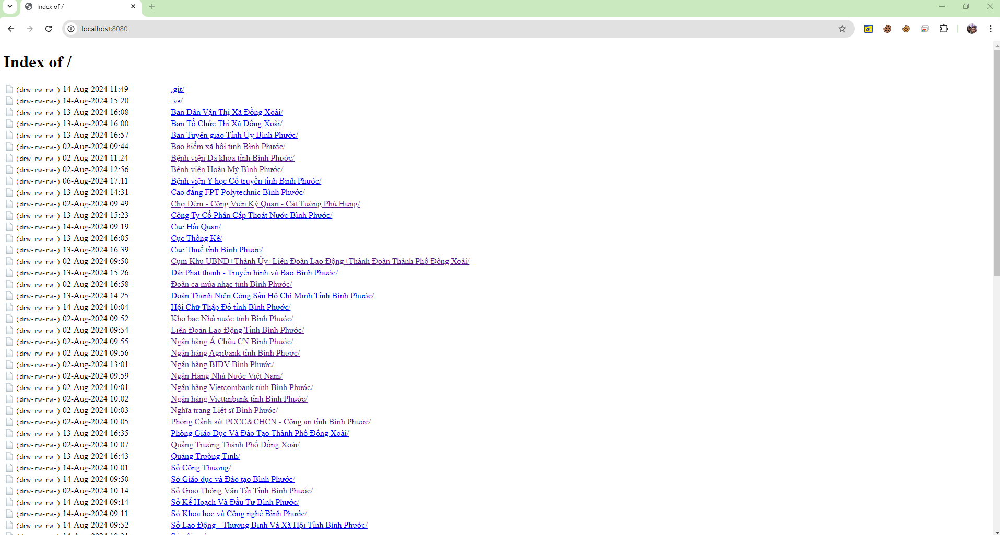 Index of /
localhost:8080
Index of /
(drw-rw-rw-) 14-Aug-2024 11:49 .git/
(drw-rw-rw-) 14-Aug-2024 15:20 .vs/
(drw-rw-rw-) 13-Aug-2024 16:08 Ban Dân Vận Thị Xã Đồng Xoài/
(drw-rw-rw-) 13-Aug-2024 16:00 Ban Tổ Chức Thị Xã Đồng Xoài/
(drw-rw-rw-) 13-Aug-2024 16:57 Ban Tuyên giáo Tỉnh Ủy Bình Phước/
(drw-rw-rw-) 02-Aug-2024 09:44 Bảo hiểm xã hội tỉnh Bình Phước/
(drw-rw-rw-) 02-Aug-2024 11:24 Bệnh viện Đa khoa tỉnh Bình Phước/
(drw-rw-rw-) 02-Aug-2024 12:56 Bệnh viện Hoàn Mỹ Bình Phước/
(drw-rw-rw-) 06-Aug-2024 17:11 Bệnh viện Y học Cổ truyền tỉnh Bình Phước/
(drw-rw-rw-) 13-Aug-2024 14:31 Cao đẳng FPT Polytechnic Bình Phước/
(drw-rw-rw-) 02-Aug-2024 09:49 Chợ Đêm - Công Viên Kỳ Quan - Cát Tường Phú Hưng/
(drw-rw-rw-) 13-Aug-2024 15:23 Công Ty Cổ Phần Cấp Thoát Nước Bình Phước/
(drw-rw-rw-) 14-Aug-2024 09:19 Cục Hải Quan/
(drw-rw-rw-) 13-Aug-2024 16:05 Cục Thống Kê/
(drw-rw-rw-) 13-Aug-2024 16:39 Cục Thuế tỉnh Bình Phước/
(drw-rw-rw-) 02-Aug-2024 09:50 Cụm Khu UBND+Thành Ủy+Liên Đoàn Lao Động+Thành Đoàn Thành Phố Đồng Xoài/
(drw-rw-rw-) 13-Aug-2024 15:26 Đài Phát thanh - Truyền hình và Báo Bình Phước/
(drw-rw-rw-) 02-Aug-2024 16:58 Đoàn ca múa nhạc tỉnh Bình Phước/
(drw-rw-rw-) 13-Aug-2024 14:25 Đoàn Thanh Niên Cộng Sản Hồ Chí Minh Tỉnh Bình Phước/
(drw-rw-rw-) 14-Aug-2024 10:04 Hội Chữ Thập Đỏ tỉnh Bình Phước/
(drw-rw-rw-) 02-Aug-2024 09:52 Kho bạc Nhà nước tỉnh Bình Phước/
(drw-rw-rw-) 02-Aug-2024 09:54 Liên Đoàn Lao Động Tỉnh Bình Phước/
(drw-rw-rw-) 02-Aug-2024 09:55 Ngân hàng Á Châu CN Bình Phước/
(drw-rw-rw-) 02-Aug-2024 09:56 Ngân hàng Agribank tỉnh Bình Phước/
(drw-rw-rw-) 02-Aug-2024 13:01 Ngân hàng BIDV Bình Phước/
(drw-rw-rw-) 02-Aug-2024 09:59 Ngân Hàng Nhà Nước Việt Nam/
(drw-rw-rw-) 02-Aug-2024 10:01 Ngân hàng Vietcombank tỉnh Bình Phước/
(drw-rw-rw-) 02-Aug-2024 10:02 Ngân hàng Viettinbank tỉnh Bình Phước/
(drw-rw-rw-) 02-Aug-2024 10:03 Nghĩa trang Liệt sĩ Bình Phước/
(drw-rw-rw-) 02-Aug-2024 10:05 Phòng Cảnh sát PCCC&CHCN - Công an tỉnh Bình Phước/
(drw-rw-rw-) 13-Aug-2024 16:35 Phòng Giáo Dục Và Đào Tạo Thành Phố Đồng Xoài/
(drw-rw-rw-) 02-Aug-2024 10:07 Quảng Trường Thành Phố Đồng Xoài/
(drw-rw-rw-) 13-Aug-2024 16:43 Quảng Trường Tỉnh/
(drw-rw-rw-) 14-Aug-2024 10:01 Sở Công Thương/
(drw-rw-rw-) 14-Aug-2024 09:50 Sở Giáo dục và Đào tạo Bình Phước/
(drw-rw-rw-) 02-Aug-2024 10:14 Sở Giao Thông Vận Tải Tỉnh Bình Phước/
(drw-rw-rw-) 14-Aug-2024 09:14 Sở Kế Hoạch Và Đầu Tư Bình Phước/
(drw-rw-rw-) 14-Aug-2024 09:11 Sở Khoa học và Công nghệ Bình Phước/
(drw-rw-rw-) 14-Aug-2024 09:52 Sở Lao Động - Thương Binh Và Xã Hội Tỉnh Bình Phước/